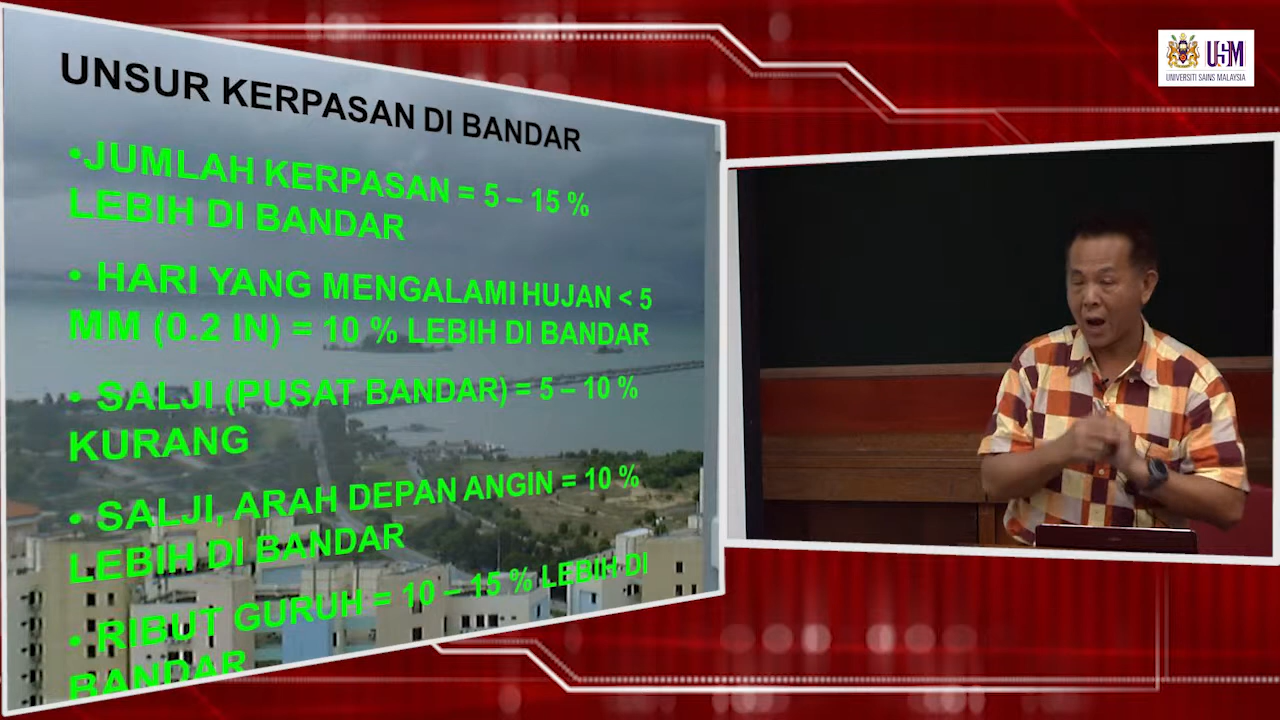 UNSUR KERPASAN DI BANDAR
•JUMLAH KERPASAN = 5 – 15 %
LEBIH DI BANDAR
• HARI YANG MENGALAMI HUJAN < 5
MM (0.2 IN) = 10 % LEBIH DI BANDAR
• SALJI (PUSAT BANDAR) = 5 – 10 %
KURANG
• SALJI, ARAH DEPAN ANGIN = 10 %
LEBIH DI BANDAR
• RIBUT GURUH = 10 – 15 % LEBIH DI
BANDAR
USM
UNIVERSITI SAINS MALAYSIA